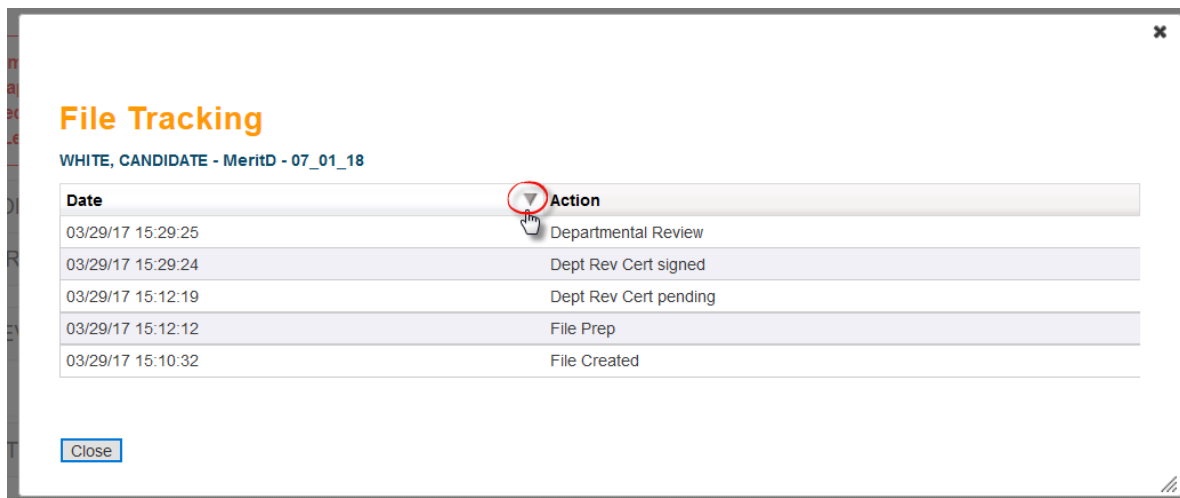 File Tracking
WHITE, CANDIDATE - MeritD - 07_01_18
Date Action
03/29/17 15:29:25 Departmental Review
03/29/17 15:29:24 Dept Rev Cert signed
03/29/17 15:12:19 Dept Rev Cert pending
03/29/17 15:12:12 File Prep
03/29/17 15:10:32 File Created
Close